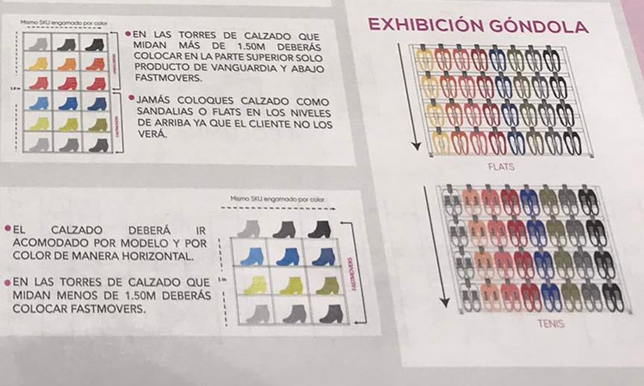 Mismo SKU engamado por color
EN LAS TORRES DE CALZADO QUE
MIDAN MÁS DE 1.50M DEBERÁS
COLOCAR EN LA PARTE SUPERIOR SOLO
PRODUCTO DE VANGUARDIA Y ABAJO
FASTMOVERS.
JAMÁS COLOQUES CALZADO COMO
SANDALIAS O FLATS EN LOS NIVELES
DE ARRIBA YA QUE EL CLIENTE NO LOS
VERÁ.
EL CALZADO DEBERÁ IR
ACOMODADO POR MODELO Y POR
COLOR DE MANERA HORIZONTAL.
EN LAS TORRES DE CALZADO QUE
MIDAN MENOS DE 1.50M DEBERÁS
COLOCAR FASTMOVERS.
Mismo SKU engamado por color
FASTMOVERS
EXHIBICIÓN GÓNDOLA
FLATS
TENIS